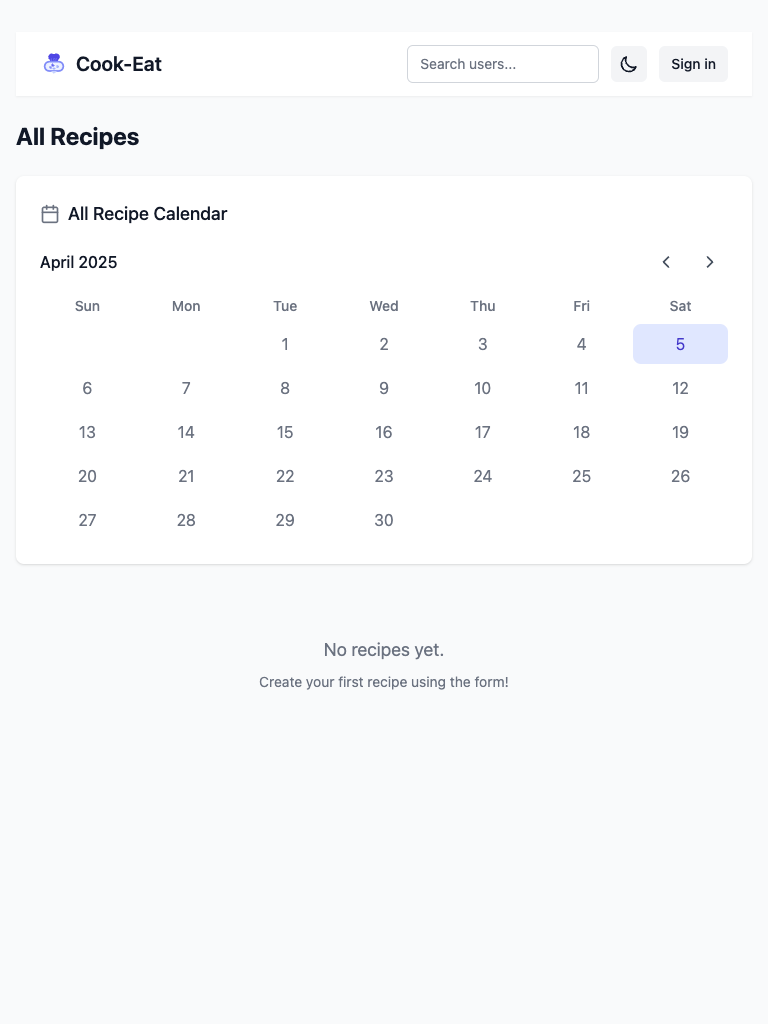 Cook-Eat
Search users...
Sign in
All Recipes
All Recipe Calendar
April 2025
Sun Mon Tue Wed Thu Fri Sat
1 2 3 4 5
6 7 8 9 10 11 12
13 14 15 16 17 18 19
20 21 22 23 24 25 26
27 28 29 30
No recipes yet.
Create your first recipe using the form!